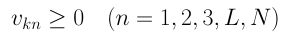 v_{kn} ≥ 0 (n = 1, 2, 3, L, N)